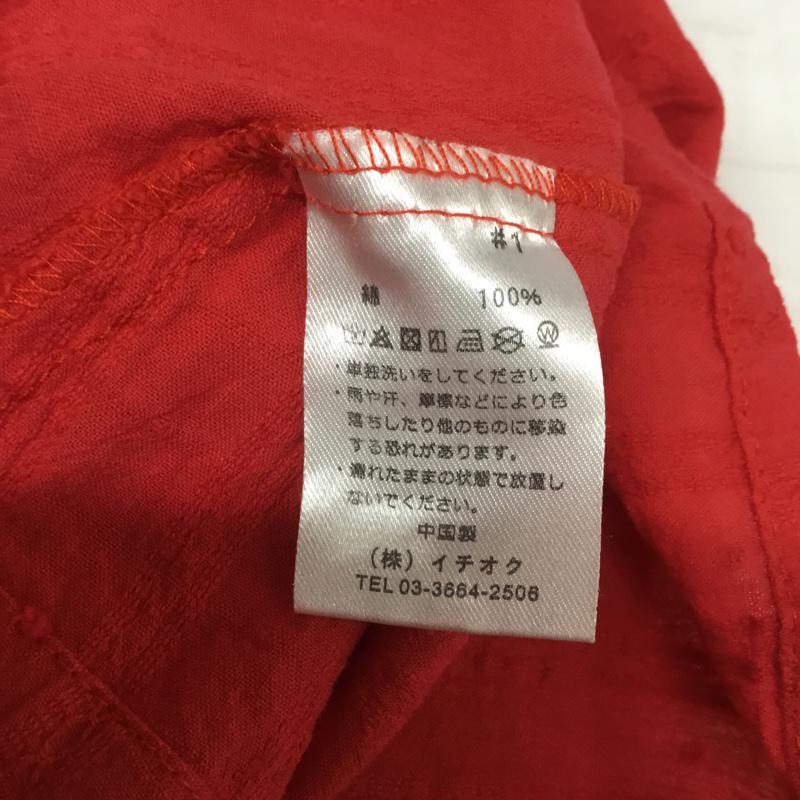 #1
綿 100%
W
・単独洗いをしてください。
・雨や汗、摩擦などにより色
落ちしたり他のものに移染
する恐れがあります。
・濡れたままの状態で放置し
ないでください。
中国製
(株)イチオク
TEL 03-3664-2506